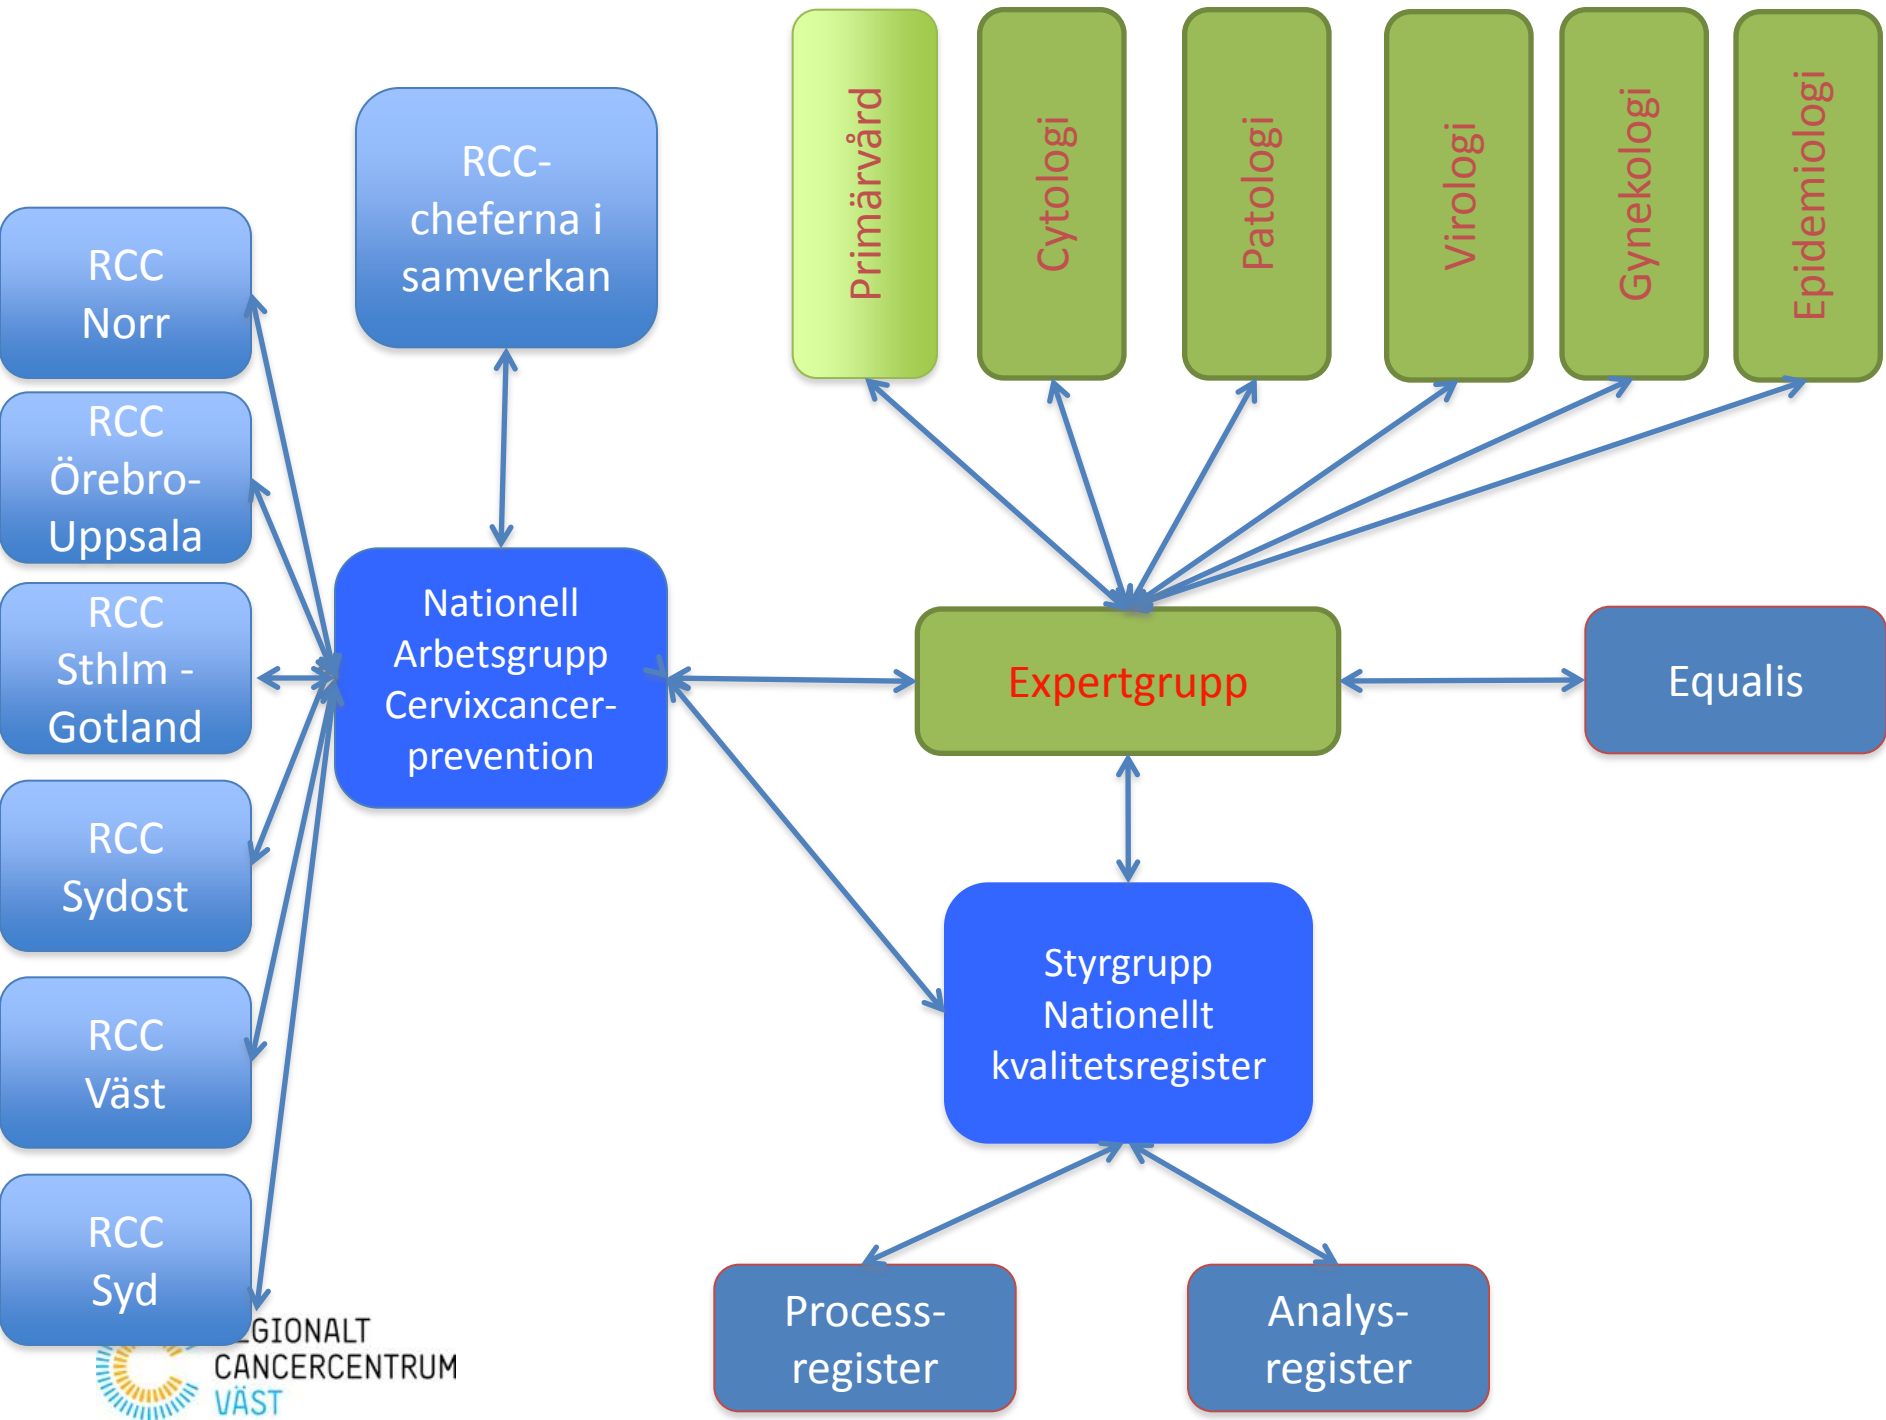 Primärvård
Cytologi
Patologi
Virologi
Gynekologi
Epidemiologi
RCC-
cheferna i
samverkan
RCC
Norr
RCC
Örebro-
Uppsala
RCC
Sthlm -
Gotland
RCC
Sydost
RCC
Väst
RCC
Syd
Nationell
Arbetsgrupp
Cervixcancer-
prevention
Expertgrupp
Equalis
Styrgrupp
Nationellt
kvalitetsregister
Process-
register
Analys-
register
EGIONALT
CANCERCENTRUM
VÄST